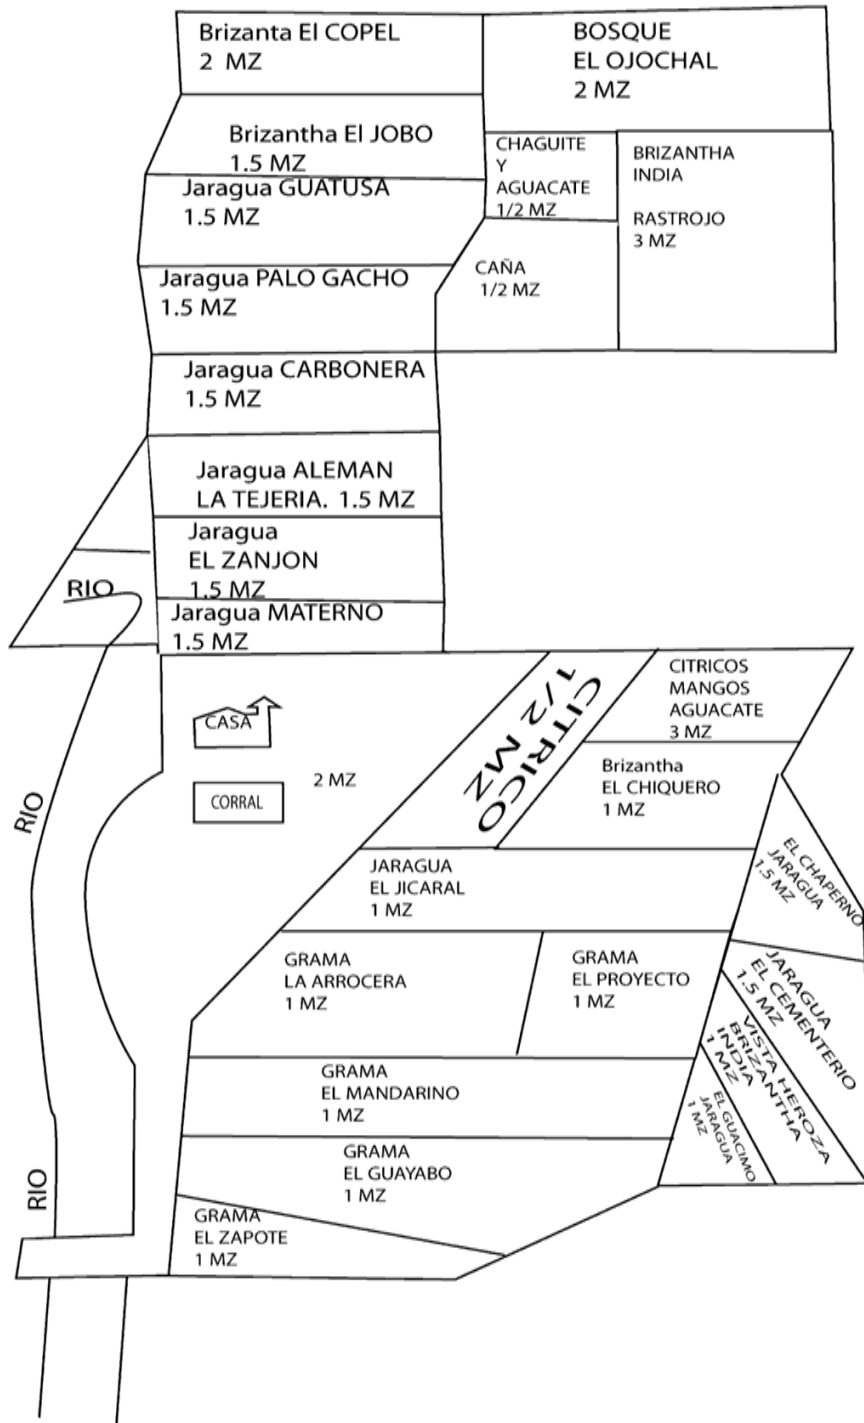 Brizanta El COPEL
2 MZ
BOSQUE
EL OJOCHAL
2 MZ
Brizantha El JOBO
1.5 MZ
CHAGUITE
Y
AGUACATE
1/2 MZ
BRIZANTHA
INDIA
RASTROJO
3 MZ
Jaragua GUATUSA
1.5 MZ
Jaragua PALO GACHO
1.5 MZ
CAÑA
1/2 MZ
Jaragua CARBONERA
1.5 MZ
Jaragua ALEMAN
LA TEJERIA. 1.5 MZ
Jaragua
EL ZANJON
1.5 MZ
RIO
Jaragua MATERNO
1.5 MZ
CASA
CORRAL
2 MZ
CITRICO
1/2 MZ
CITRICOS
MANGOS
AGUACATE
3 MZ
Brizantha
EL CHIQUERO
1 MZ
RIO
JARAGUA
EL JICARAL
1 MZ
EL CHAPERNO
JARAGUA
1.5 MZ
GRAMA
LA ARROCERA
1 MZ
GRAMA
EL PROYECTO
1 MZ
JARAGUA
EL CEMENTERIO
1.5 MZ
VISTA HEROZA
BRIZANTHA
INDIA
1 MZ
EL GUACIMO
JARAGUA
1 MZ
GRAMA
EL MANDARINO
1 MZ
GRAMA
EL GUAYABO
1 MZ
RIO
GRAMA
EL ZAPOTE
1 MZ